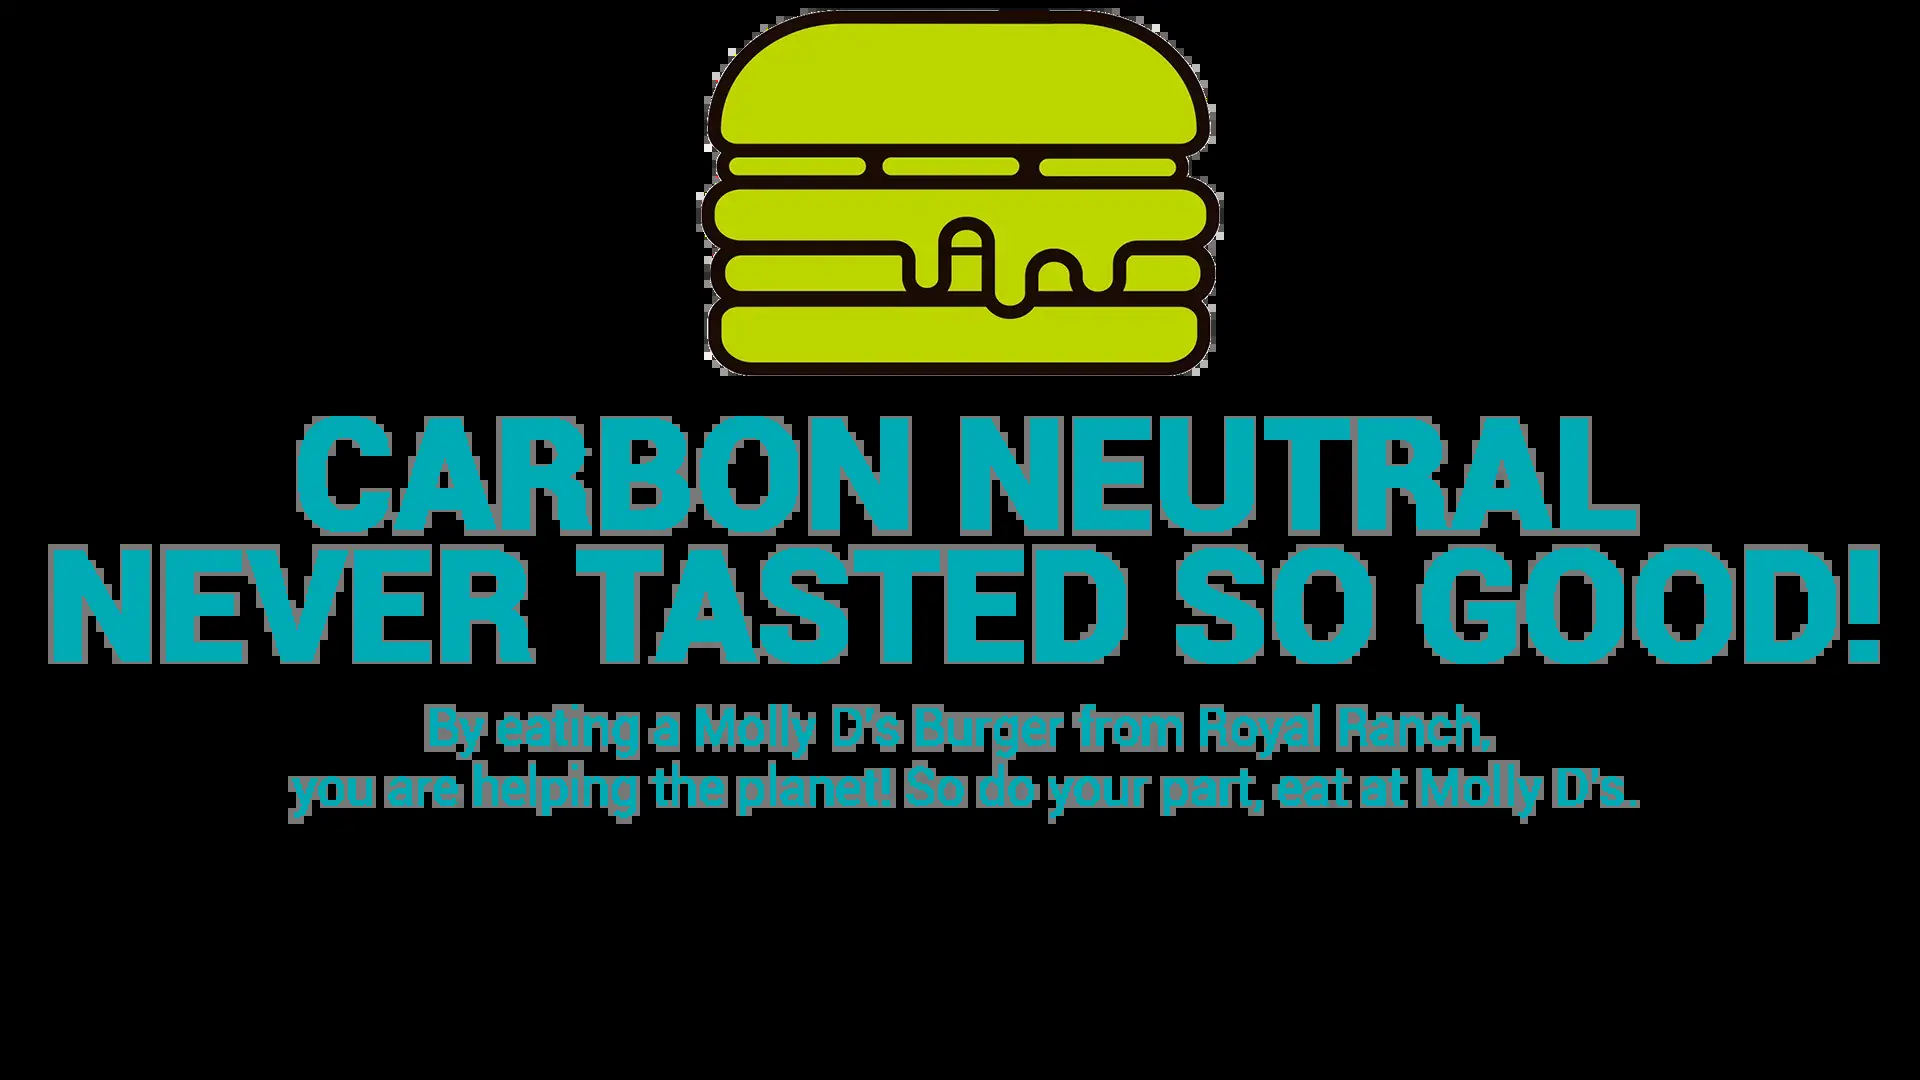 CARBON NEUTRAL
NEVER TASTED SO GOOD!
By eating a Molly D's Burger from Royal Ranch,
you are helping the planet! So do your part, eat at Molly D's.